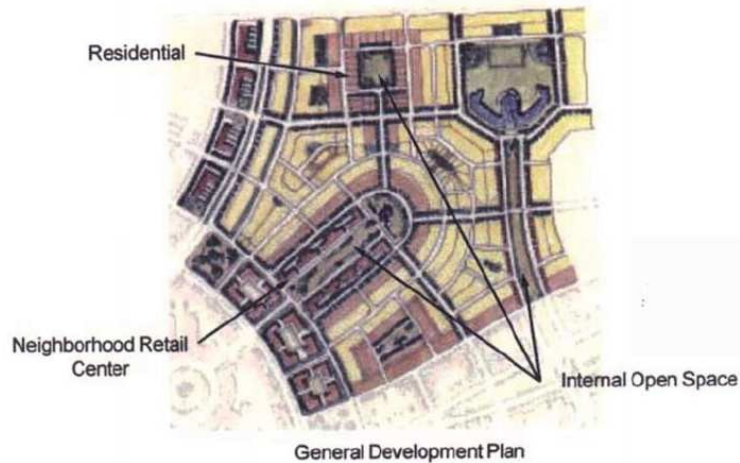 Residential
Neighborhood Retail
Center
Internal Open Space
General Development Plan